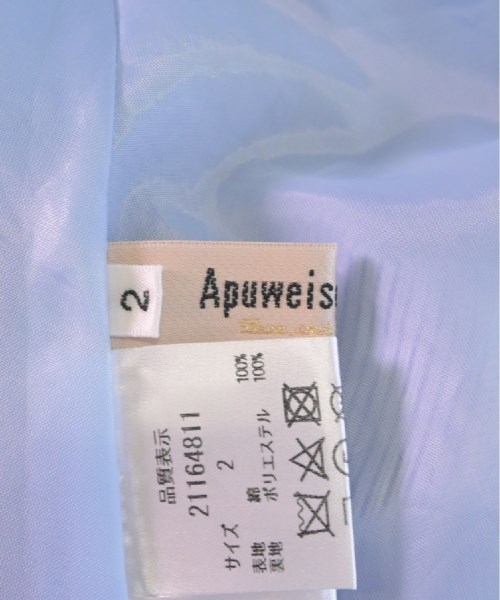 2
Apuweis
品質表示
21164811
サイズ 2
表地 綿 100%
裏地 ポリエステル 100%